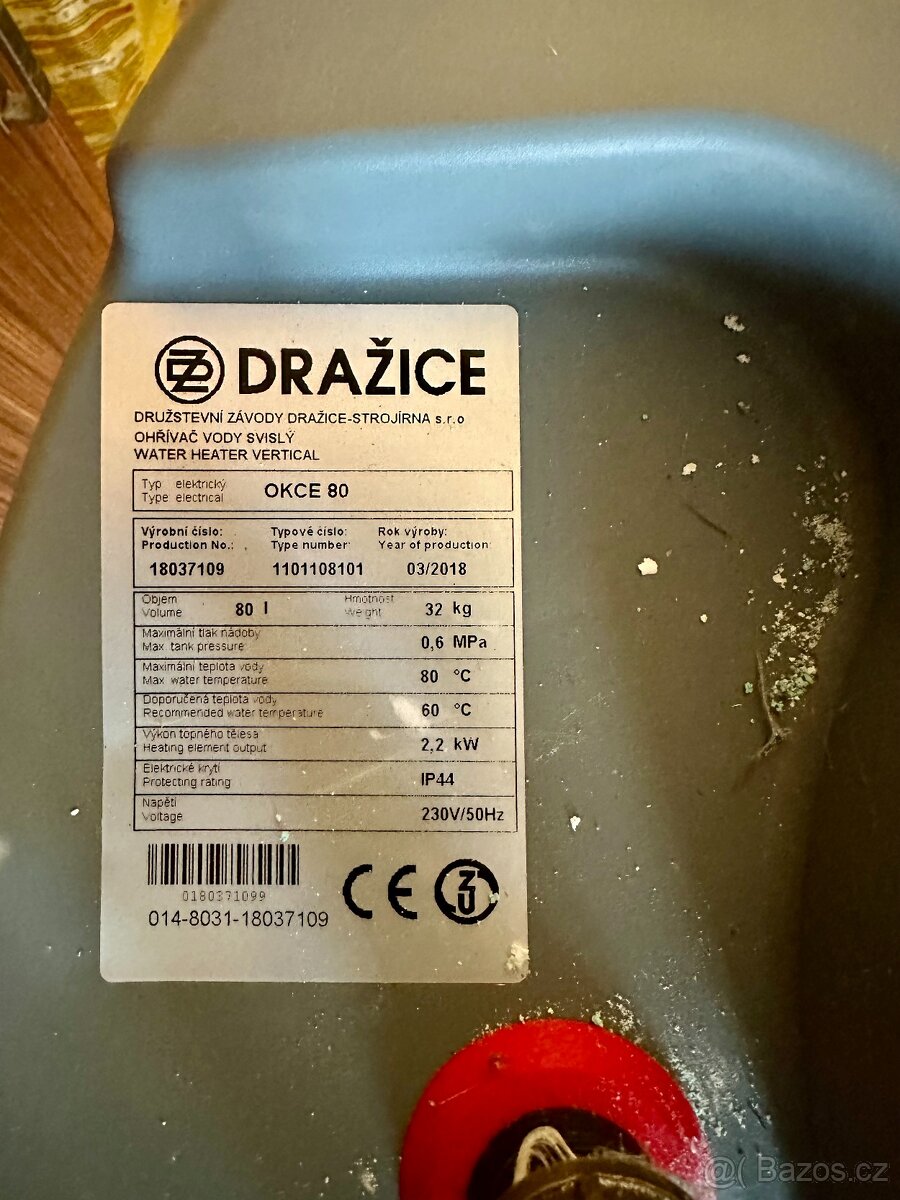 DRAŽICE
DRUŽSTEVNÍ ZÁVODY DRAŽICE-STROJÍRNA s.r.o
OHŘÍVAČ VODY SVISLÝ
WATER HEATER VERTICAL
Typ elektrický
Type electrical
OKCE 80
Výrobní číslo: Typové číslo: Rok výroby:
Production No.: Type number: Year of production:
18037109 1101108101 03/2018
Objem Hmotnost
Volume 80 l Weight 32 kg
Maximální tlak nádoby
Max. tank pressure 0,6 MPa
Maximální teplota vody
Max. water temperature 80 °C
Doporučená teplota vody
Recommended water temperature 60 °C
Výkon topného tělesa
Heating element output 2,2 kW
Elektrické krytí
Protecting rating IP44
Napětí
Voltage 230V/50Hz
0180371099
014-8031-18037109
CE
@( Bazos.cz